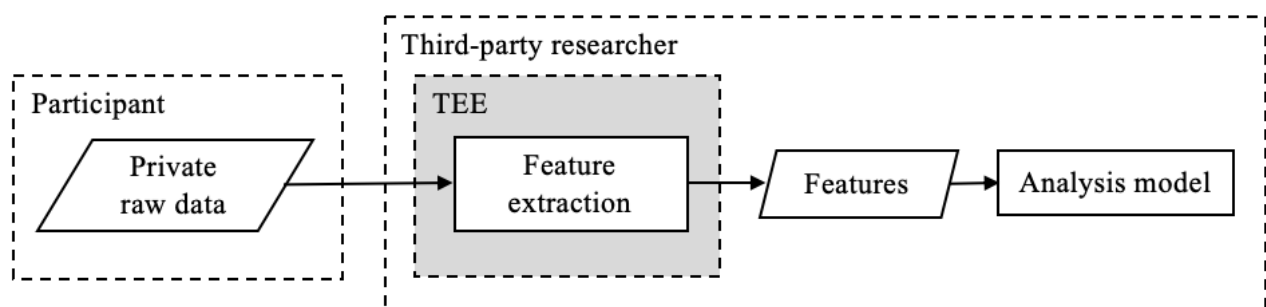 Third-party researcher
Participant
TEE
Private
raw data
Feature
extraction
Features
Analysis model